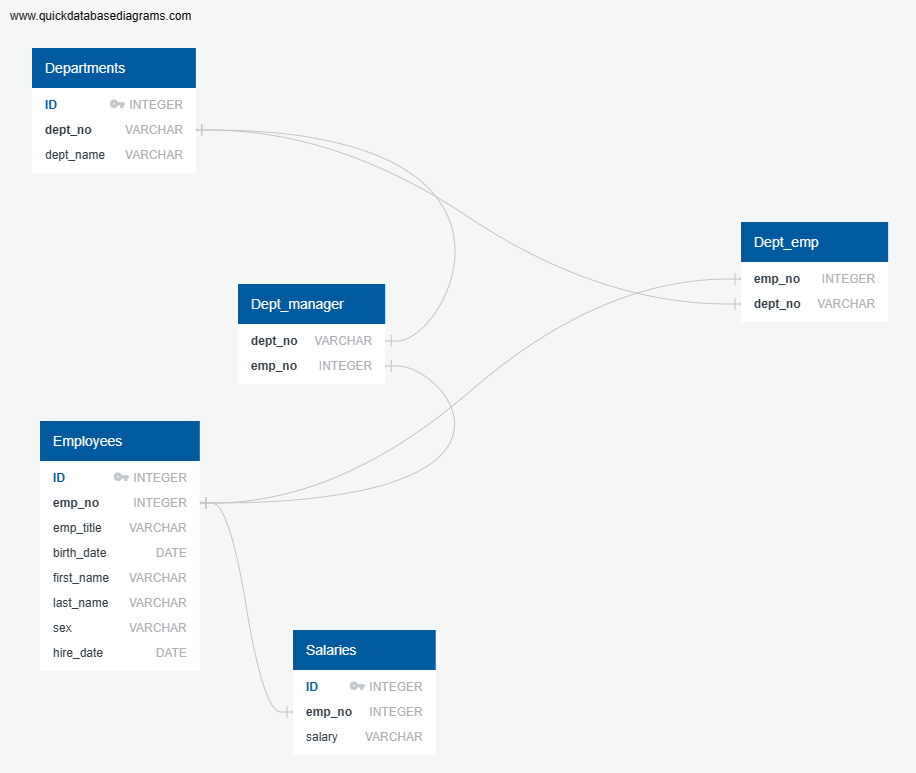 www.quickdatabasediagrams.com
Departments
ID INTEGER
dept_no VARCHAR
dept_name VARCHAR
Dept_emp
emp_no INTEGER
dept_no VARCHAR
Dept_manager
dept_no VARCHAR
emp_no INTEGER
Employees
ID INTEGER
emp_no INTEGER
emp_title VARCHAR
birth_date DATE
first_name VARCHAR
last_name VARCHAR
sex VARCHAR
hire_date DATE
Salaries
ID INTEGER
emp_no INTEGER
salary VARCHAR